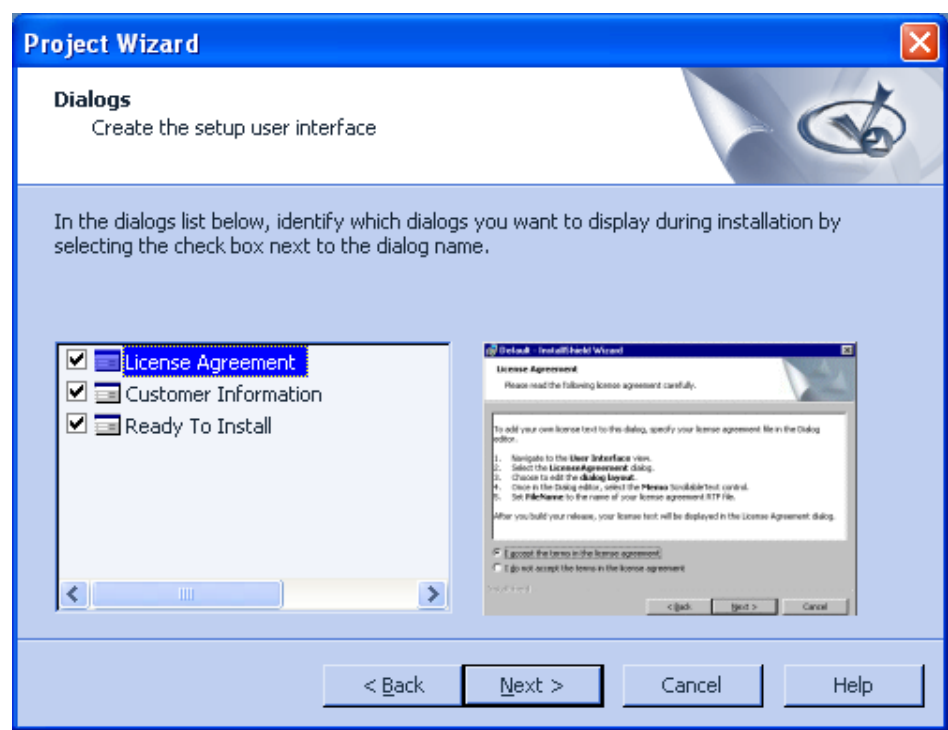 Project Wizard
Dialogs
Create the setup user interface
In the dialogs list below, identify which dialogs you want to display during installation by
selecting the check box next to the dialog name.
License Agreement
Customer Information
Ready To Install
Default - InstallShield Wizard
License Agreement
Please read the following license agreement carefully.
To add your own license text to this dialog, specify your license agreement file in the Dialog
editor.
1. Navigate to the User Interface view.
2. Select the LicenseAgreement dialog.
3. Choose to edit the dialog layout.
4. Once in the Dialog editor, select the Memo ScrollableText control.
5. Set FileName to the name of your license agreement RTF file.
After you build your release, your license text will be displayed in the License Agreement dialog.
I accept the terms in the license agreement
I do not accept the terms in the license agreement
InstallShield
< Back Next > Cancel
< Back Next > Cancel Help